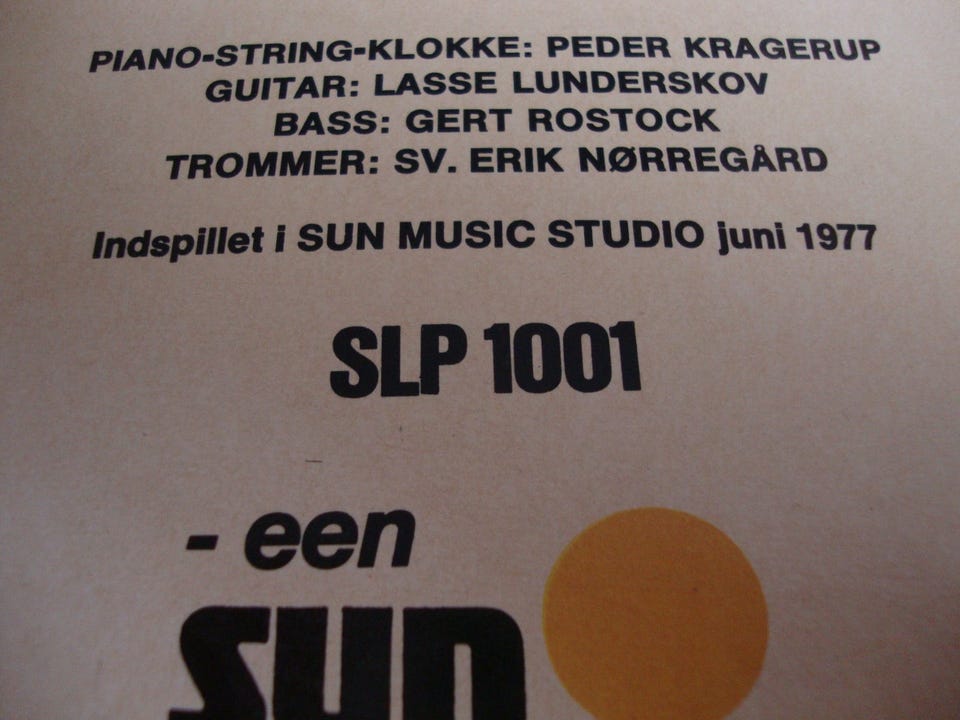 PIANO-STRING-KLOKKE: PEDER KRAGERUP
GUITAR: LASSE LUNDERSKOV
BASS: GERT ROSTOCK
TROMMER: SV. ERIK NØRREGÅRD
Indspillet i SUN MUSIC STUDIO juni 1977
SLP 1001
- een
sun